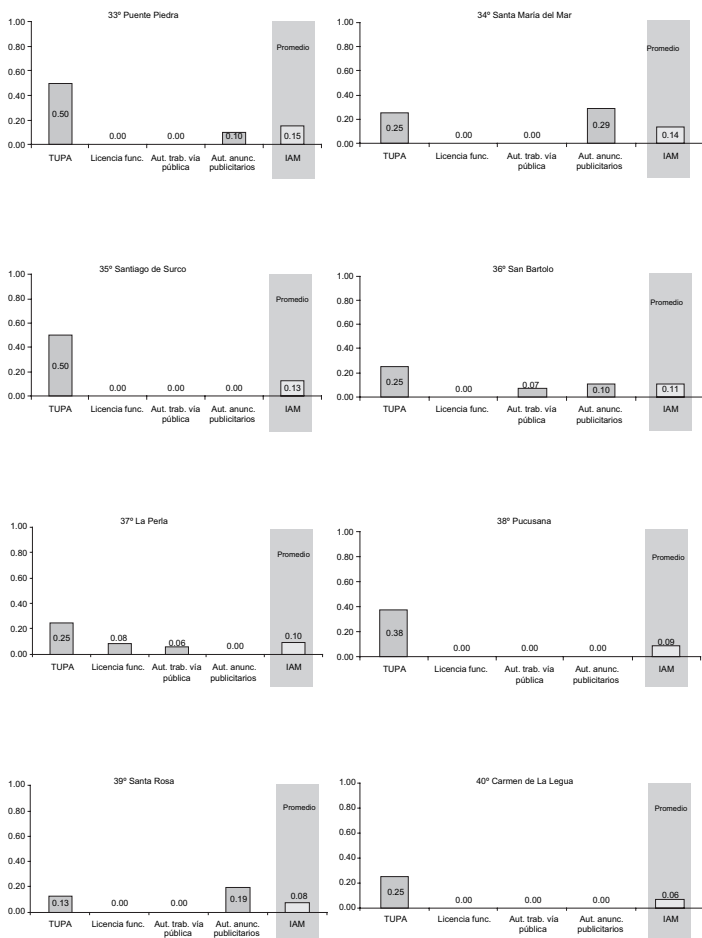 33º Puente Piedra
1.00
0.80
0.60
0.40
0.20
0.00
Promedio
0.50
0.00
0.00
0.10
0.15
TUPA
Licencia func.
Aut. trab. vía
pública
Aut. anunc.
publicitarios
IAM
34º Santa María del Mar
1.00
0.80
0.60
0.40
0.20
0.00
Promedio
0.25
0.00
0.00
0.29
0.14
TUPA
Licencia func.
Aut. trab. vía
pública
Aut. anunc.
publicitarios
IAM
35º Santiago de Surco
1.00
0.80
0.60
0.40
0.20
0.00
Promedio
0.50
0.00
0.00
0.00
0.13
TUPA
Licencia func.
Aut. trab. vía
pública
Aut. anunc.
publicitarios
IAM
36º San Bartolo
1.00
0.80
0.60
0.40
0.20
0.00
Promedio
0.25
0.00
0.07
0.10
0.11
TUPA
Licencia func.
Aut. trab. vía
pública
Aut. anunc.
publicitarios
IAM
37º La Perla
1.00
0.80
0.60
0.40
0.20
0.00
Promedio
0.25
0.08
0.06
0.00
0.10
TUPA
Licencia func.
Aut. trab. vía
pública
Aut. anunc.
publicitarios
IAM
38º Pucusana
1.00
0.80
0.60
0.40
0.20
0.00
Promedio
0.38
0.00
0.00
0.00
0.09
TUPA
Licencia func.
Aut. trab. vía
pública
Aut. anunc.
publicitarios
IAM
39º Santa Rosa
1.00
0.80
0.60
0.40
0.20
0.00
Promedio
0.13
0.00
0.00
0.19
0.08
TUPA
Licencia func.
Aut. trab. vía
pública
Aut. anunc.
publicitarios
IAM
40º Carmen de La Legua
1.00
0.80
0.60
0.40
0.20
0.00
Promedio
0.25
0.00
0.00
0.00
0.06
TUPA
Licencia func.
Aut. trab. vía
pública
Aut. anunc.
publicitarios
IAM